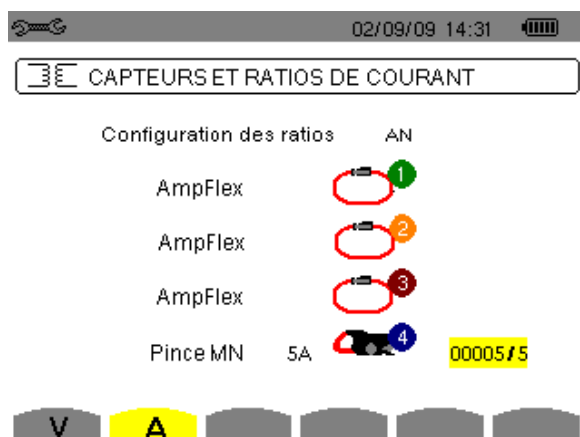 02/09/09 14:31
CAPTEURS ET RATIOS DE COURANT
Configuration des ratios AN
AmpFlex 1
AmpFlex 2
AmpFlex 3
Pince MN 5A 4 00005/5
V A